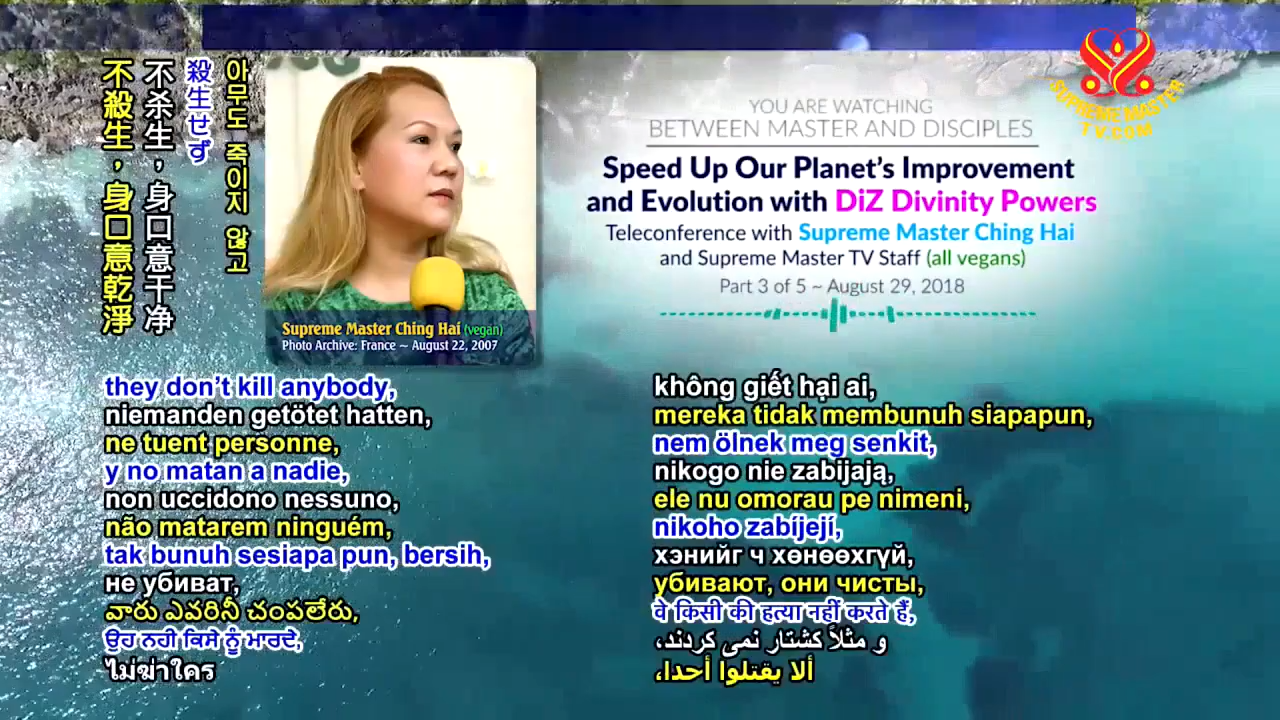 아무도 죽이지 않고
殺生せず
不杀生，身口意干净
不殺生，身口意乾淨
SUPREME MASTER
TV.COM
YOU ARE WATCHING
BETWEEN MASTER AND DISCIPLES
Speed Up Our Planet's Improvement
and Evolution with DiZ Divinity Powers
Teleconference with Supreme Master Ching Hai
and Supreme Master TV Staff (all vegans)
Part 3 of 5 ~ August 29, 2018
Supreme Master Ching Hai (vegan)
Photo Archive: France ~ August 22, 2007
they don't kill anybody,
niemanden getötet hatten,
ne tuent personne,
y no matan a nadie,
non uccidono nessuno,
não matarem ninguém,
tak bunuh sesiapa pun, bersih,
не убиват,
వారు ఎవరినీ చంపలేరు,
ਉਹ ਨਹੀ ਕਿਸੇ ਨੂੰ ਮਾਰਦੇ,
ไม่ฆ่าใคร
không giết hại ai,
mereka tidak membunuh siapapun,
nem ölnek meg senkit,
nikogo nie zabijają,
ele nu omorau pe nimeni,
nikoho zabíjejí,
хэнийг ч хөнөөхгүй,
убивают, они чисты,
वे किसी की हत्या नहीं करते हैं,
و مثلاً کشتار نمی کردند،
ألا يقتلوا أحدا،